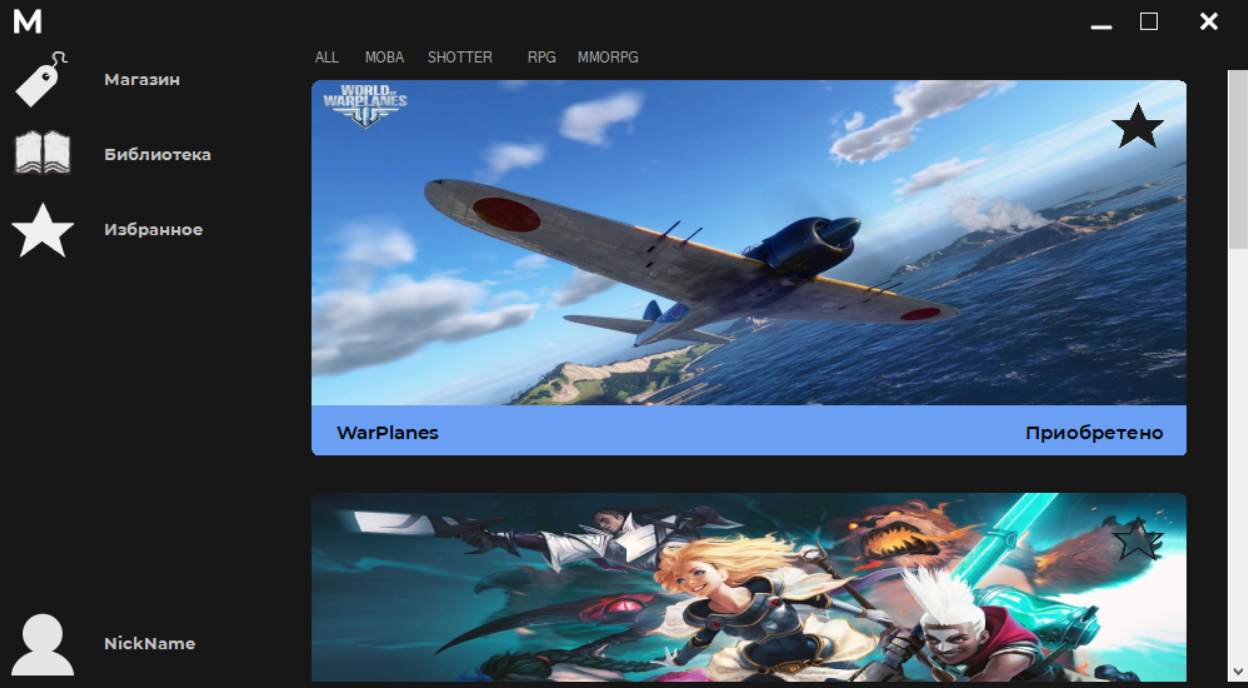 M
ALL MOBA SHOTTER RPG MMORPG
Магазин
Библиотека
Избранное
WORLD OF
WARPLANES
WarPlanes Приобретено
NickName